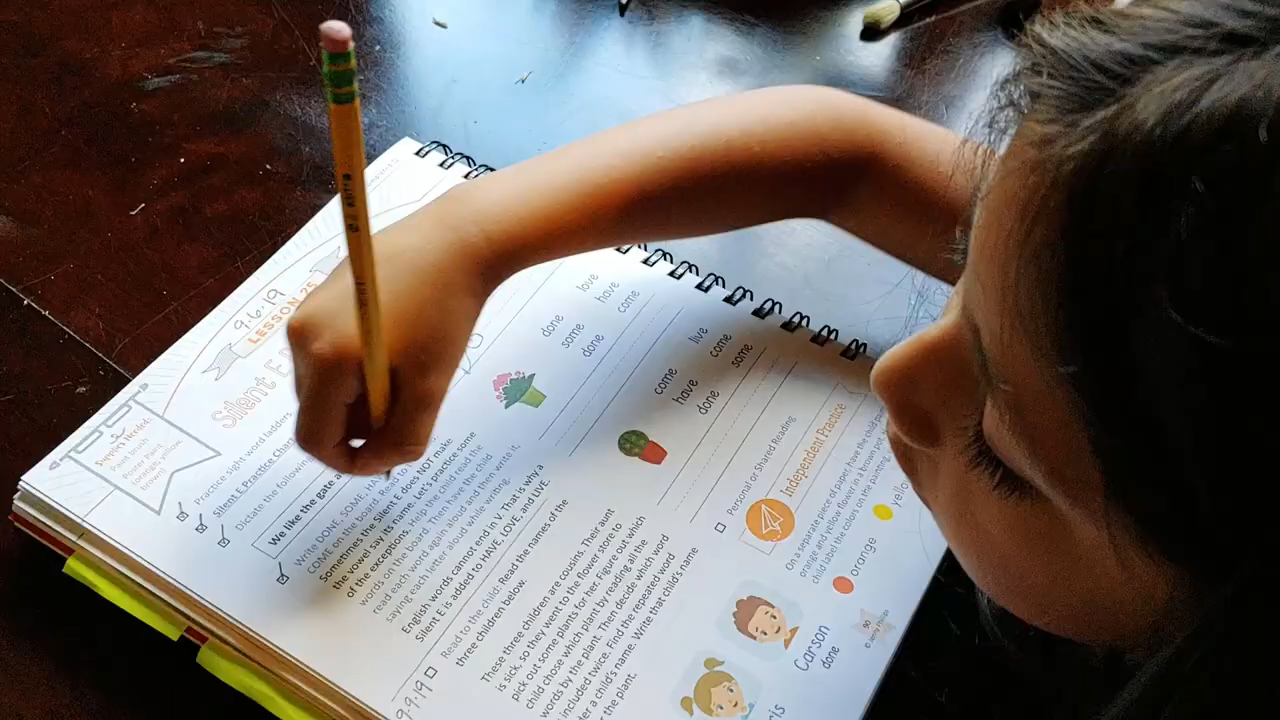 9.6.19
LESSON 25
Silent E
Supplies Needed:
Paint brush
Poster Paint
(orange, yellow,
brown)
Practice sight word ladders.
Silent E Practice
Dictate the following
We like the gate a
Write DONE, SOME, HA
COME on the board. Read to
Sometimes the Silent E does NOT make
the vowel say its name. Let's practice some
of the exceptions. Help the child read the
words on the board. Then have the child
read each word again aloud and then write it,
saying each letter aloud while writing.
English words cannot end in V. That is why a
Silent E is added to HAVE, LOVE, and LIVE.
9.9.19
Read to the child: Read the names of the
three children below.
These three children are cousins. Their aunt
is sick, so they went to the flower store to
pick out some plants for her. Figure out which
child chose which plant by reading all the
words by the plant. Then decide which word
included twice. Find the repeated word
er a child's name. Write that child's name
the plant.
Carson
done
done
some
done
love
have
come
come
have
done
live
come
some
Personal or Shared Reading
Independent Practice
On a separate piece of paper, have the child
orange and yellow flower in a brown pot.
child label the colors on the painting.
orange
yello
90